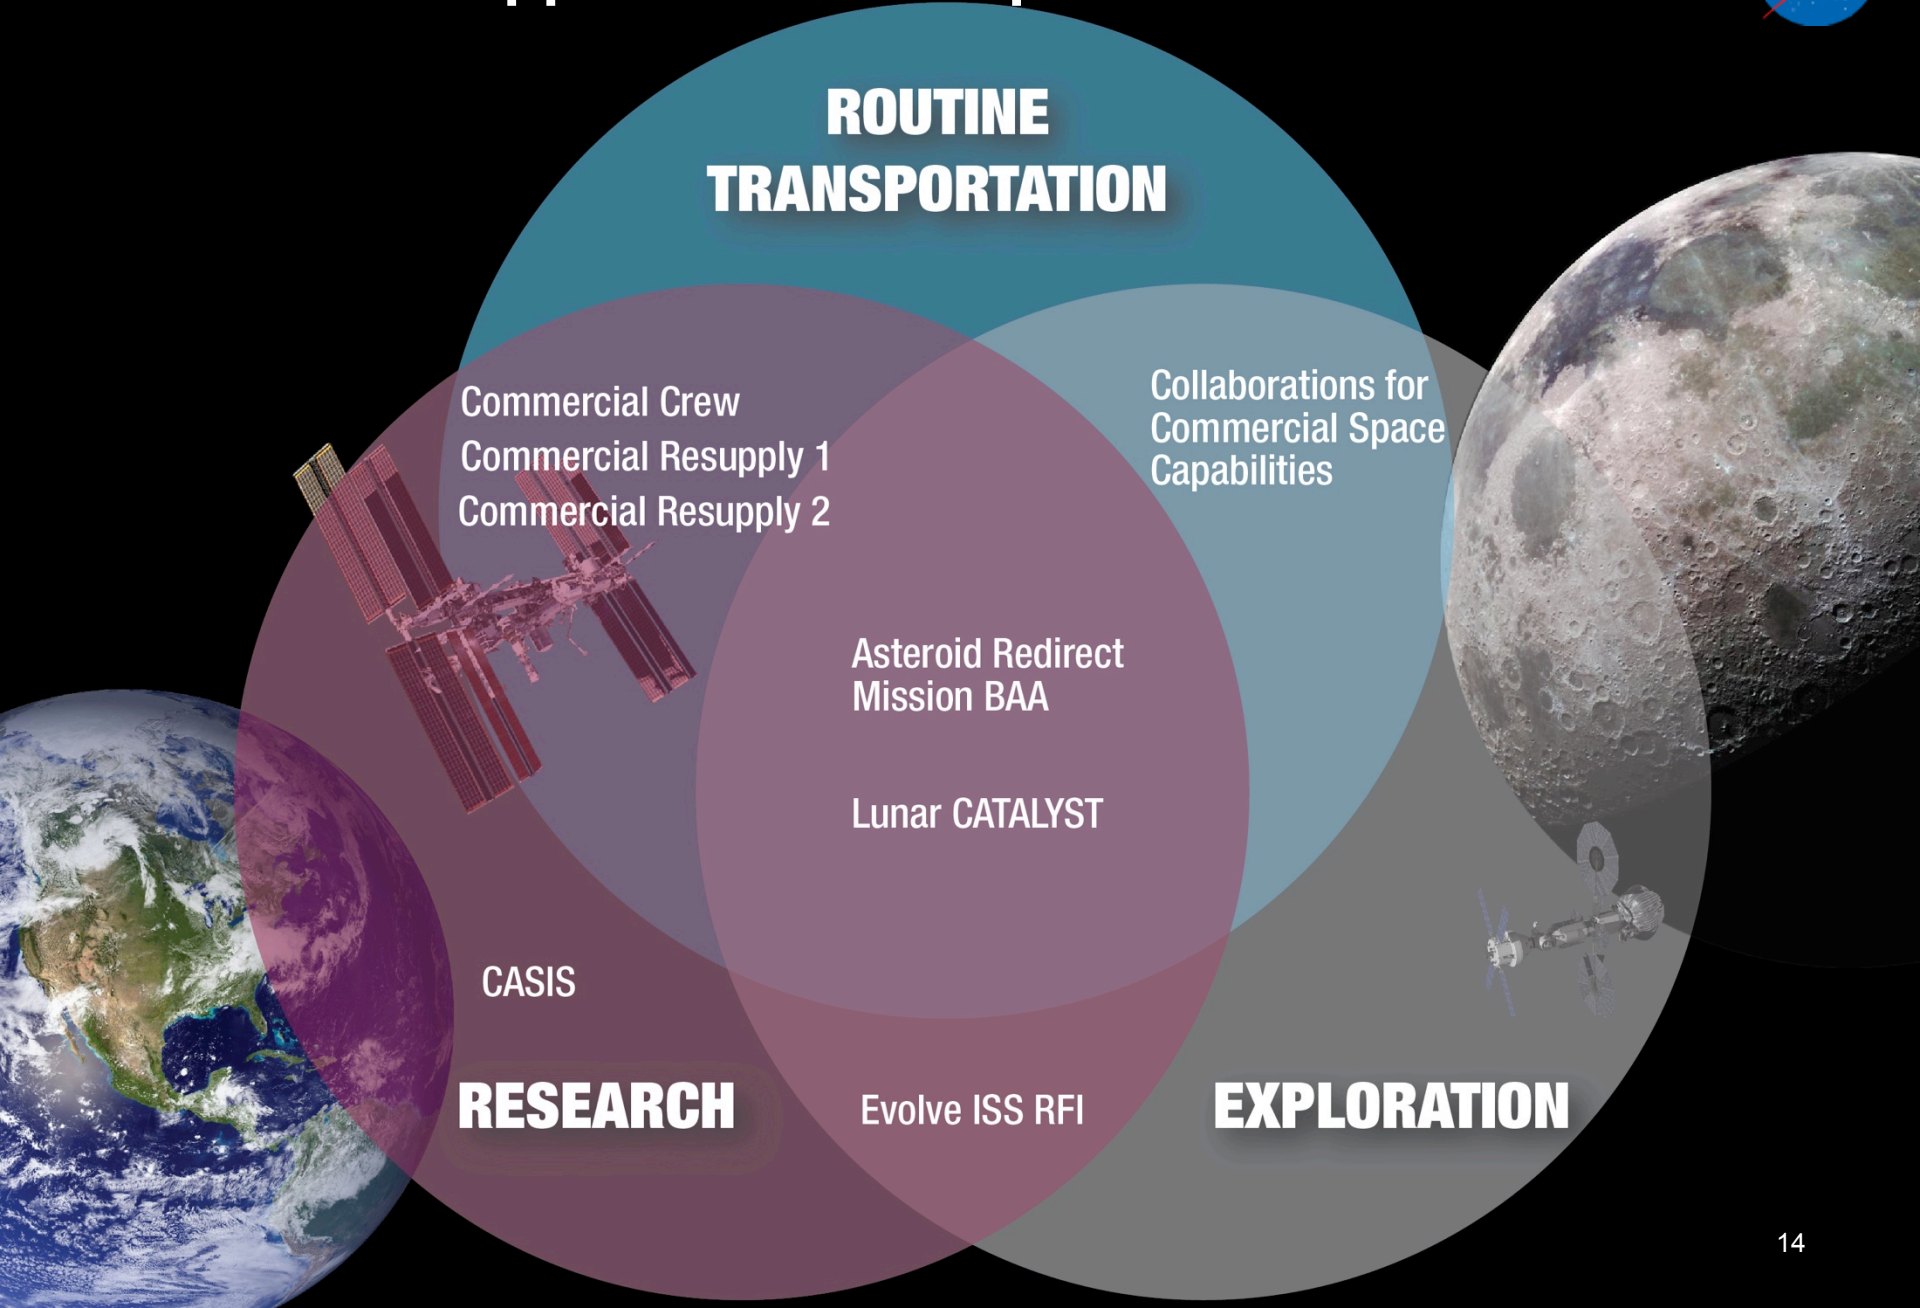 ROUTINE
TRANSPORTATION
Commercial Crew
Commercial Resupply 1
Commercial Resupply 2
Collaborations for
Commercial Space
Capabilities
Asteroid Redirect
Mission BAA
Lunar CATALYST
CASIS
RESEARCH
Evolve ISS RFI
EXPLORATION
14